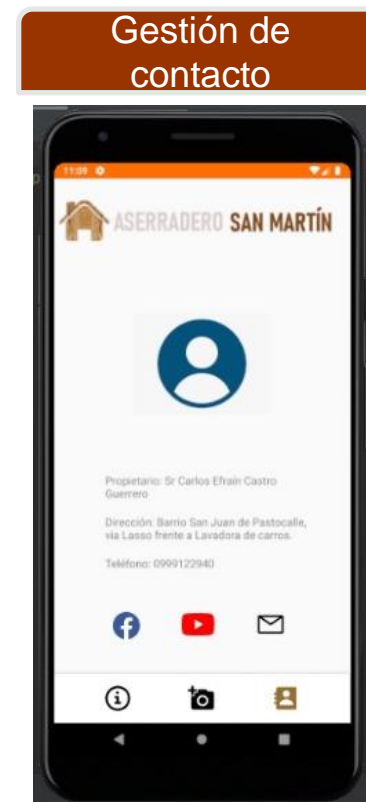 Gestión de
contacto
11:09
ASERRADERO SAN MARTÍN
Propietario: Sr Carlos Efraín Castro
Guerrero
Dirección: Barrio San Juan de Pastocalle,
via Lasso frente a Lavadora de carros.
Teléfono: 0999122940